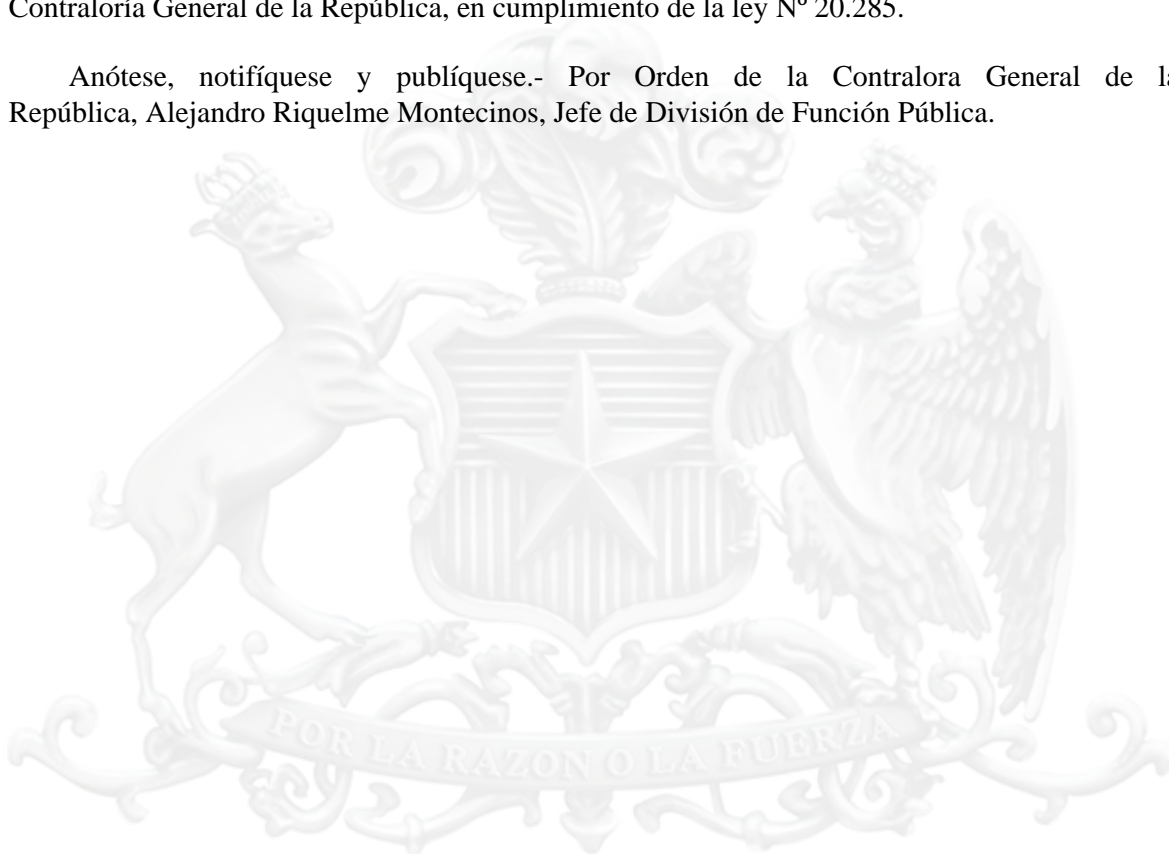 Contraloría General de la República, en cumplimiento de la ley Nº 20.285.
Anótese, notifíquese y publíquese.- Por Orden de la Contralora General de la
República, Alejandro Riquelme Montecinos, Jefe de División de Función Pública.
POR LA RAZON O LA FUERZA